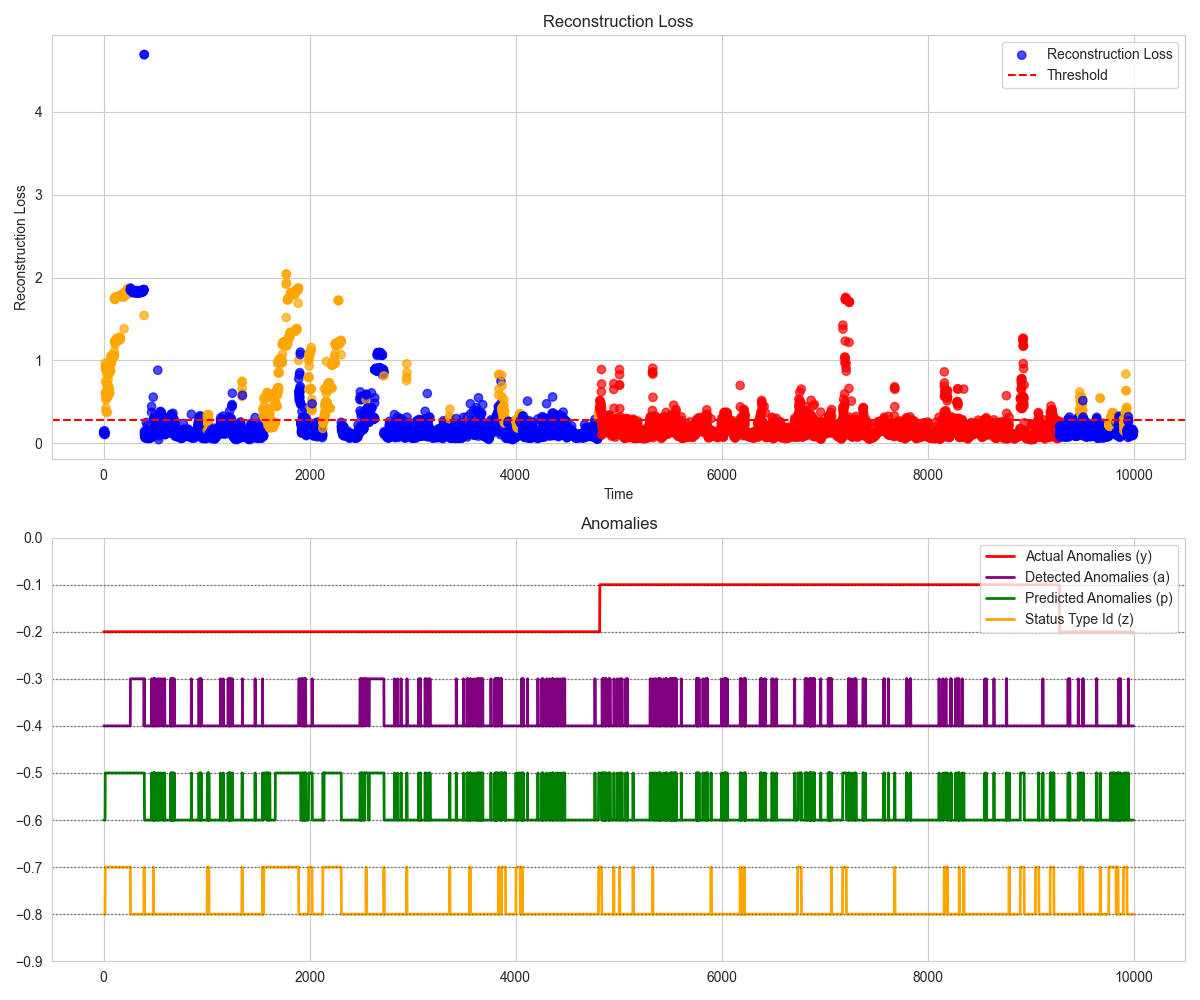 Reconstruction Loss
Reconstruction Loss
Threshold
Reconstruction Loss
4
3
2
1
0
0 2000 4000 6000 8000 10000
Time
Anomalies
Actual Anomalies (y)
Detected Anomalies (a)
Predicted Anomalies (p)
Status Type Id (z)
0.0
−0.1
−0.2
−0.3
−0.4
−0.5
−0.6
−0.7
−0.8
−0.9
0 2000 4000 6000 8000 10000